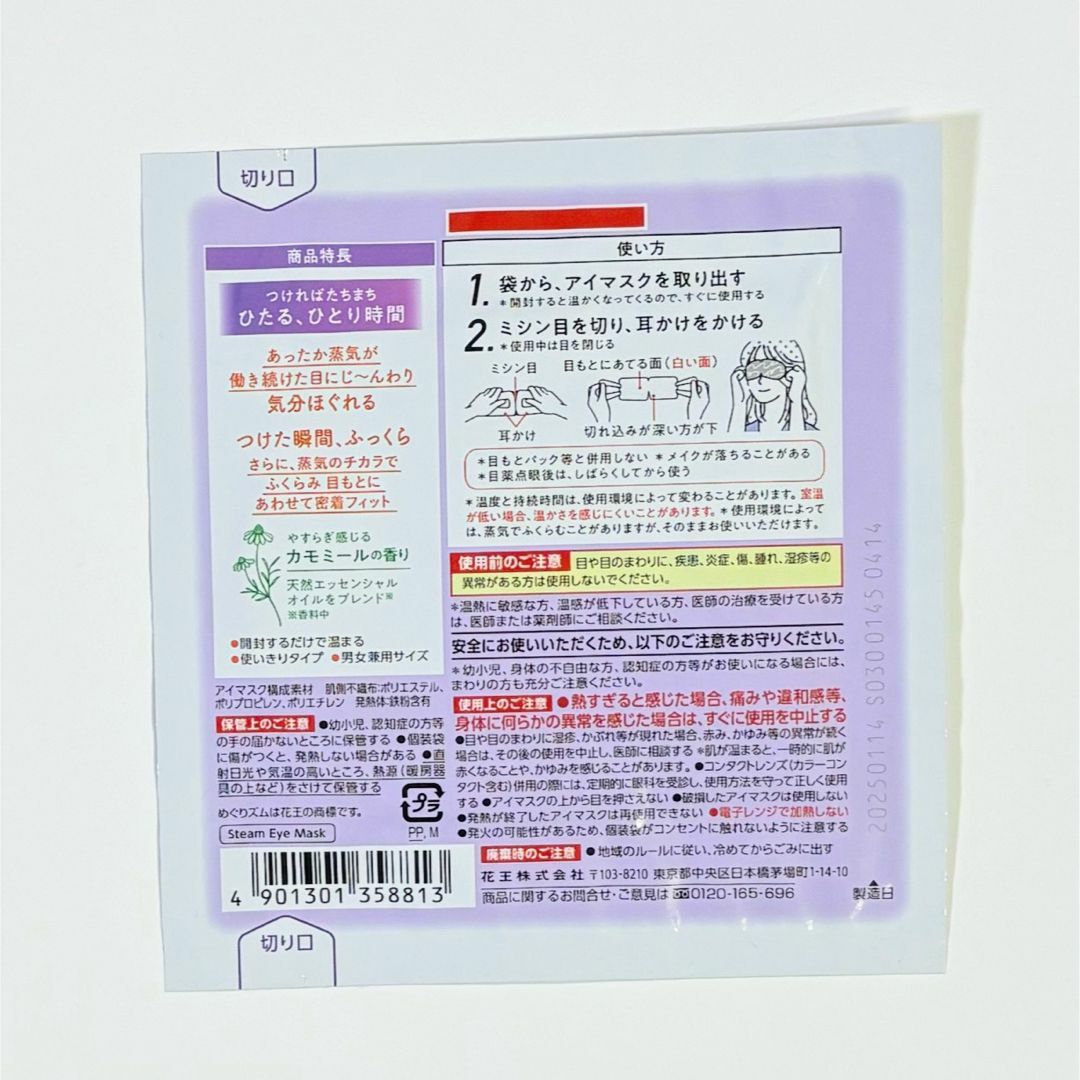 切り口
商品特長
つければたちまち
ひたる、ひとり時間
あったか蒸気が
働き続けた目にじ〜んわり
気分ほぐれる
つけた瞬間、ふっくら
さらに、蒸気のチカラで
ふくらみ 目もとに
あわせて密着フィット
やすらぎ感じる
カモミールの香り
天然エッセンシャル
オイルをブレンド※
※香料中
●開封するだけで温まる
●使いきりタイプ ●男女兼用サイズ
アイマスク構成素材 肌側不織布:ポリエステル、
ポリプロピレン、ポリエチレン 発熱体:鉄粉含有
保管上のご注意 ●幼小児、認知症の方等
の手の届かないところに保管する ●個装袋
に傷がつくと、発熱しない場合がある ●直
射日光や気温の高いところ、熱源(暖房器
具の上など)をさけて保管する
めぐりズムは花王の商標です。
Steam Eye Mask
プラ
PP, M
4 901301 358813
使い方
1. 袋から、アイマスクを取り出す
＊開封すると温かくなってくるので、すぐに使用する
2. ミシン目を切り、耳かけをかける
＊使用中は目を閉じる
ミシン目
目もとにあてる面(白い面)
耳かけ
切れ込みが深い方が下
＊目もとパック等と併用しない ＊メイクが落ちることがある
＊目薬点眼後は、しばらくしてから使う
＊温度と持続時間は、使用環境によって変わることがあります。室温
が低い場合、温かさを感じにくいことがあります。＊使用環境によって
は、蒸気でふくらむことがありますが、そのままお使いいただけます。
使用前のご注意 目や目のまわりに、疾患、炎症、傷、腫れ、湿疹等の
異常がある方は使用しないでください。
＊温熱に敏感な方、温感が低下している方、医師の治療を受けている方
は、医師または薬剤師にご相談ください。
安全にお使いいただくため、以下のご注意をお守りください。
＊幼小児、身体の不自由な方、認知症の方等がお使いになる場合には、
まわりの方も充分ご注意ください。
使用上のご注意 ●熱すぎると感じた場合、痛みや違和感等、
身体に何らかの異常を感じた場合は、すぐに使用を中止する
●目や目のまわりに湿疹、かぶれ等が現れた場合、赤み、かゆみ等の異常が続く
場合は、その後の使用を中止し、医師に相談する ＊肌が温まると、一時的に肌が
赤くなることや、かゆみを感じることがあります。●コンタクトレンズ(カラーコン
タクト含む)併用の際には、定期的に眼科を受診し、使用方法を守って正しく使用
する ●アイマスクの上から目を押さえない ●破損したアイマスクは使用しない
●発熱が終了したアイマスクは再使用できない ●電子レンジで加熱しない
●発火の可能性があるため、個装袋がコンセントに触れないように注意する
廃棄時のご注意 ●地域のルールに従い、冷めてからごみに出す
花王株式会社 〒103-8210 東京都中央区日本橋茅場町1-14-10
商品に関するお問合せ・ご意見は 0120-165-696
20250114 S0300145 0414
製造日
切り口